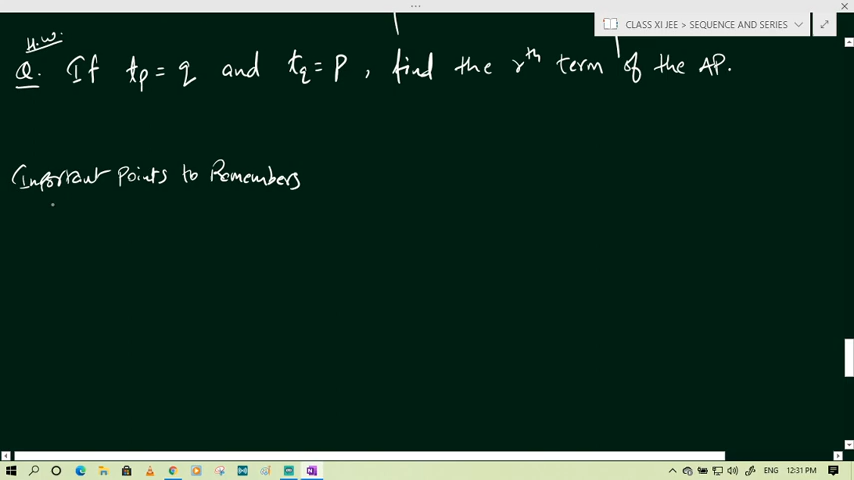 CLASS XI JEE > SEQUENCE AND SERIES
H.W.
Q. If tp = q and tq = p, find the rth term of the AP.
Important Points to Remembers
ENG 12:31 PM